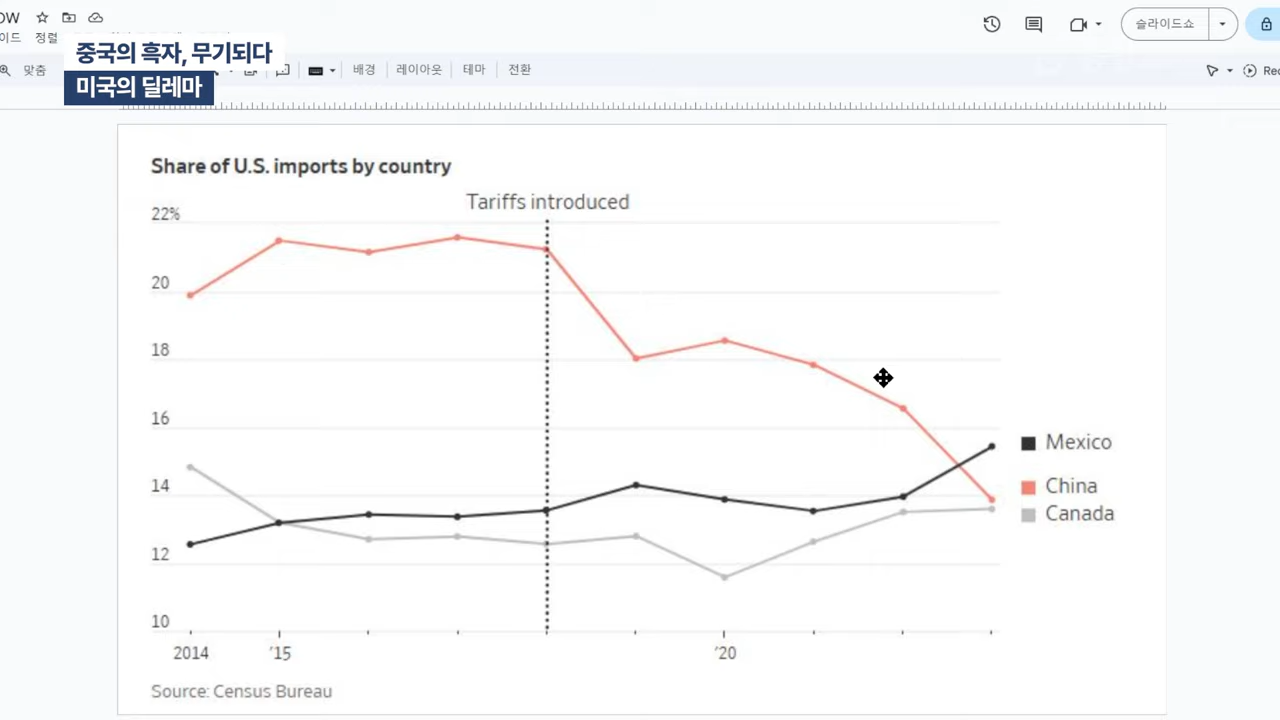 OW
이드 정렬
중국의 흑자, 무기되다
미국의 딜레마
슬라이드쇼
맞춤
배경 레이아웃 테마 전환
Rec
Share of U.S. imports by country
Tariffs introduced
22%
20
18
16
14
12
10
2014 '15 '20
Mexico
China
Canada
Source: Census Bureau